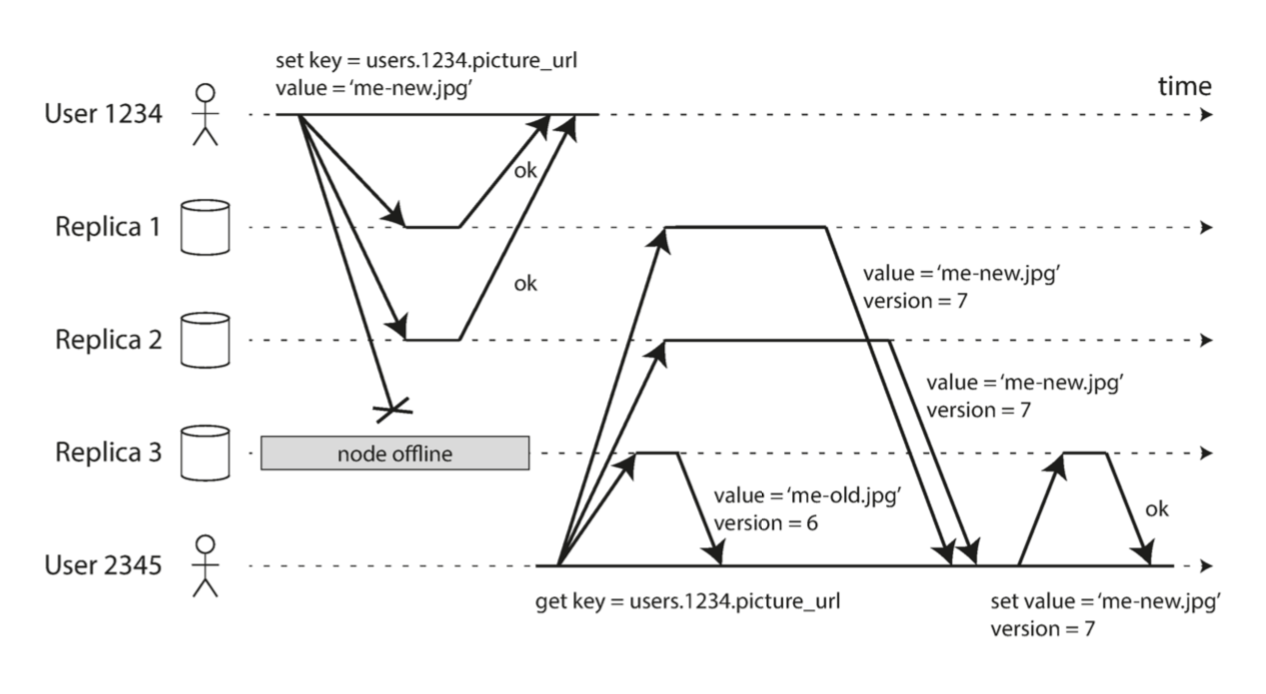 set key = users.1234.picture_url
value = ‘me-new.jpg’
time
User 1234
ok
Replica 1
value = ‘me-new.jpg’
version = 7
ok
Replica 2
value = ‘me-new.jpg’
version = 7
Replica 3
node offline
value = ‘me-old.jpg’
version = 6
ok
User 2345
get key = users.1234.picture_url
set value = ‘me-new.jpg’
version = 7